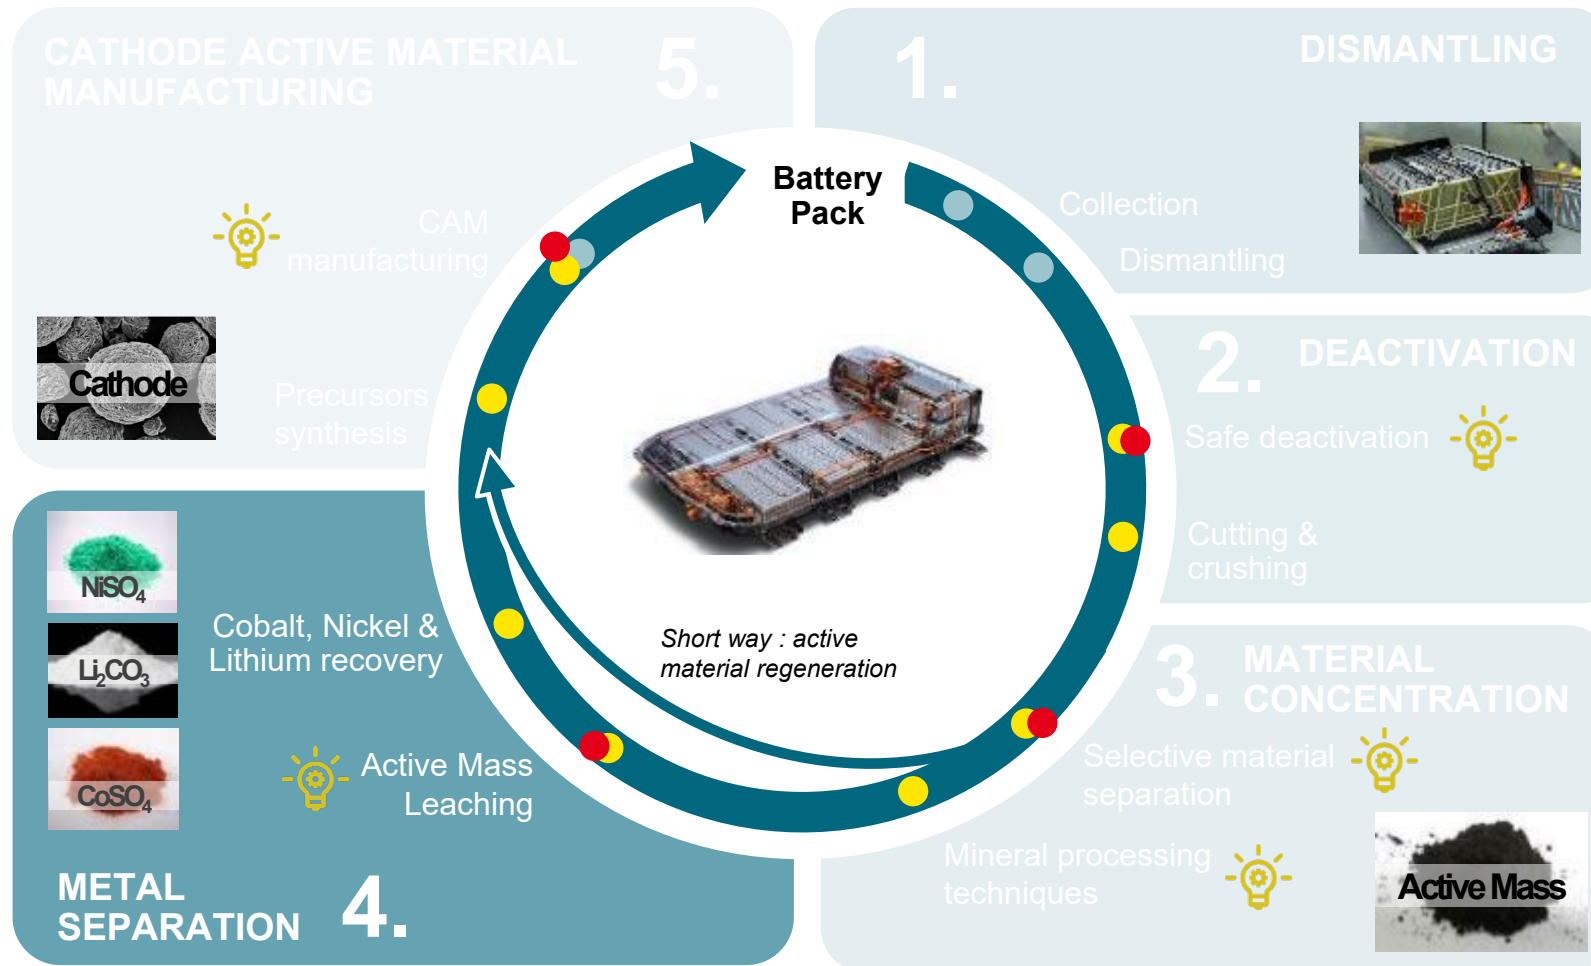 CATHODE ACTIVE MATERIAL
MANUFACTURING
5.
CAM
manufacturing
Cathode
Precursors
synthesis
1.
DISMANTLING
Collection
Dismantling
Battery
Pack
2.
DEACTIVATION
Safe deactivation
Cutting &
crushing
3.
MATERIAL
CONCENTRATION
Selective material
separation
Mineral processing
techniques
Active Mass
Short way : active
material regeneration
NiSO₄
Li₂CO₃
CoSO₄
Cobalt, Nickel &
Lithium recovery
Active Mass
Leaching
METAL
SEPARATION
4.